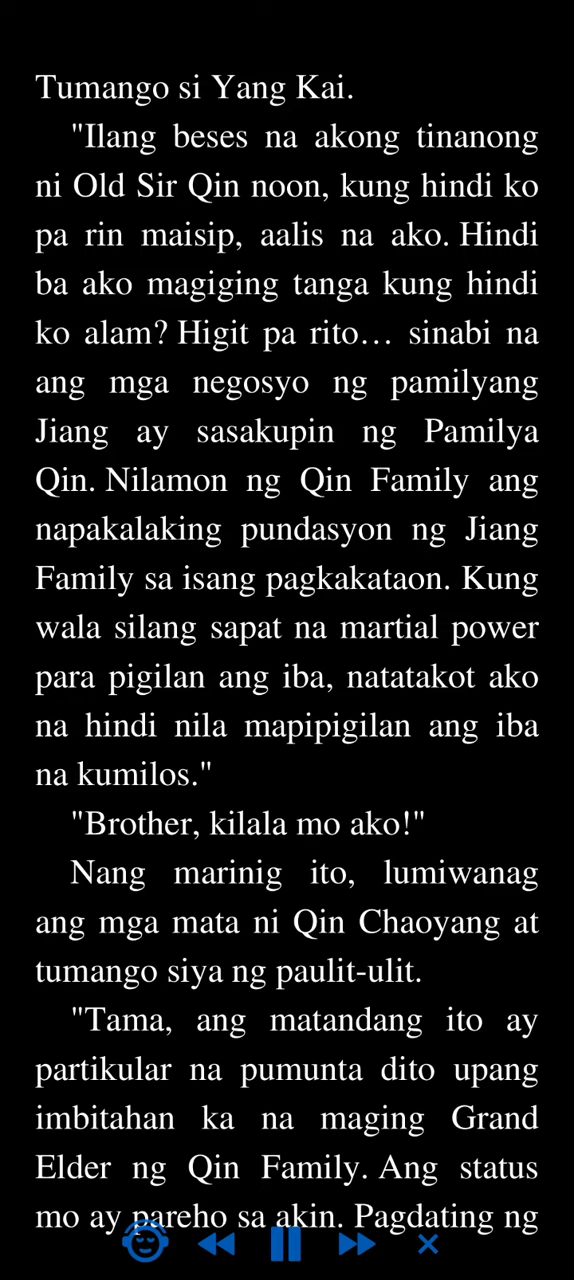 Tumango si Yang Kai.
"Ilang beses na akong tinanong
ni Old Sir Qin noon, kung hindi ko
pa rin maisip, aalis na ako. Hindi
ba ako magiging tanga kung hindi
ko alam? Higit pa rito… sinabi na
ang mga negosyo ng pamilyang
Jiang ay sasakupin ng Pamilya
Qin. Nilamon ng Qin Family ang
napakalaking pundasyon ng Jiang
Family sa isang pagkakataon. Kung
wala silang sapat na martial power
para pigilan ang iba, natatakot ako
na hindi nila mapipigilan ang iba
na kumilos."
"Brother, kilala mo ako!"
Nang marinig ito, lumiwanag
ang mga mata ni Qin Chaoyang at
tumango siya ng paulit-ulit.
"Tama, ang matandang ito ay
partikular na pumunta dito upang
imbitahan ka na maging Grand
Elder ng Qin Family. Ang status
mo ay pareho sa akin. Pagdating ng